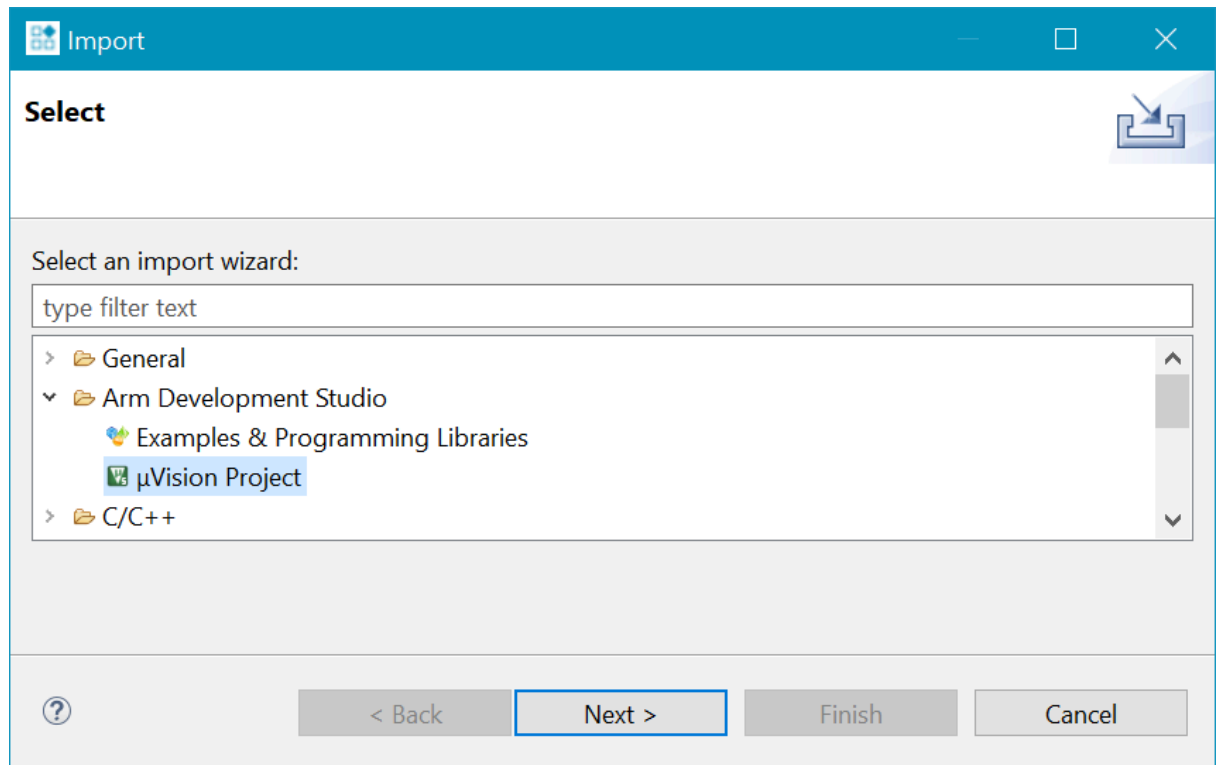 Import
Select
Select an import wizard:
type filter text
General
Arm Development Studio
Examples & Programming Libraries
µVision Project
C/C++
< Back Next > Finish Cancel